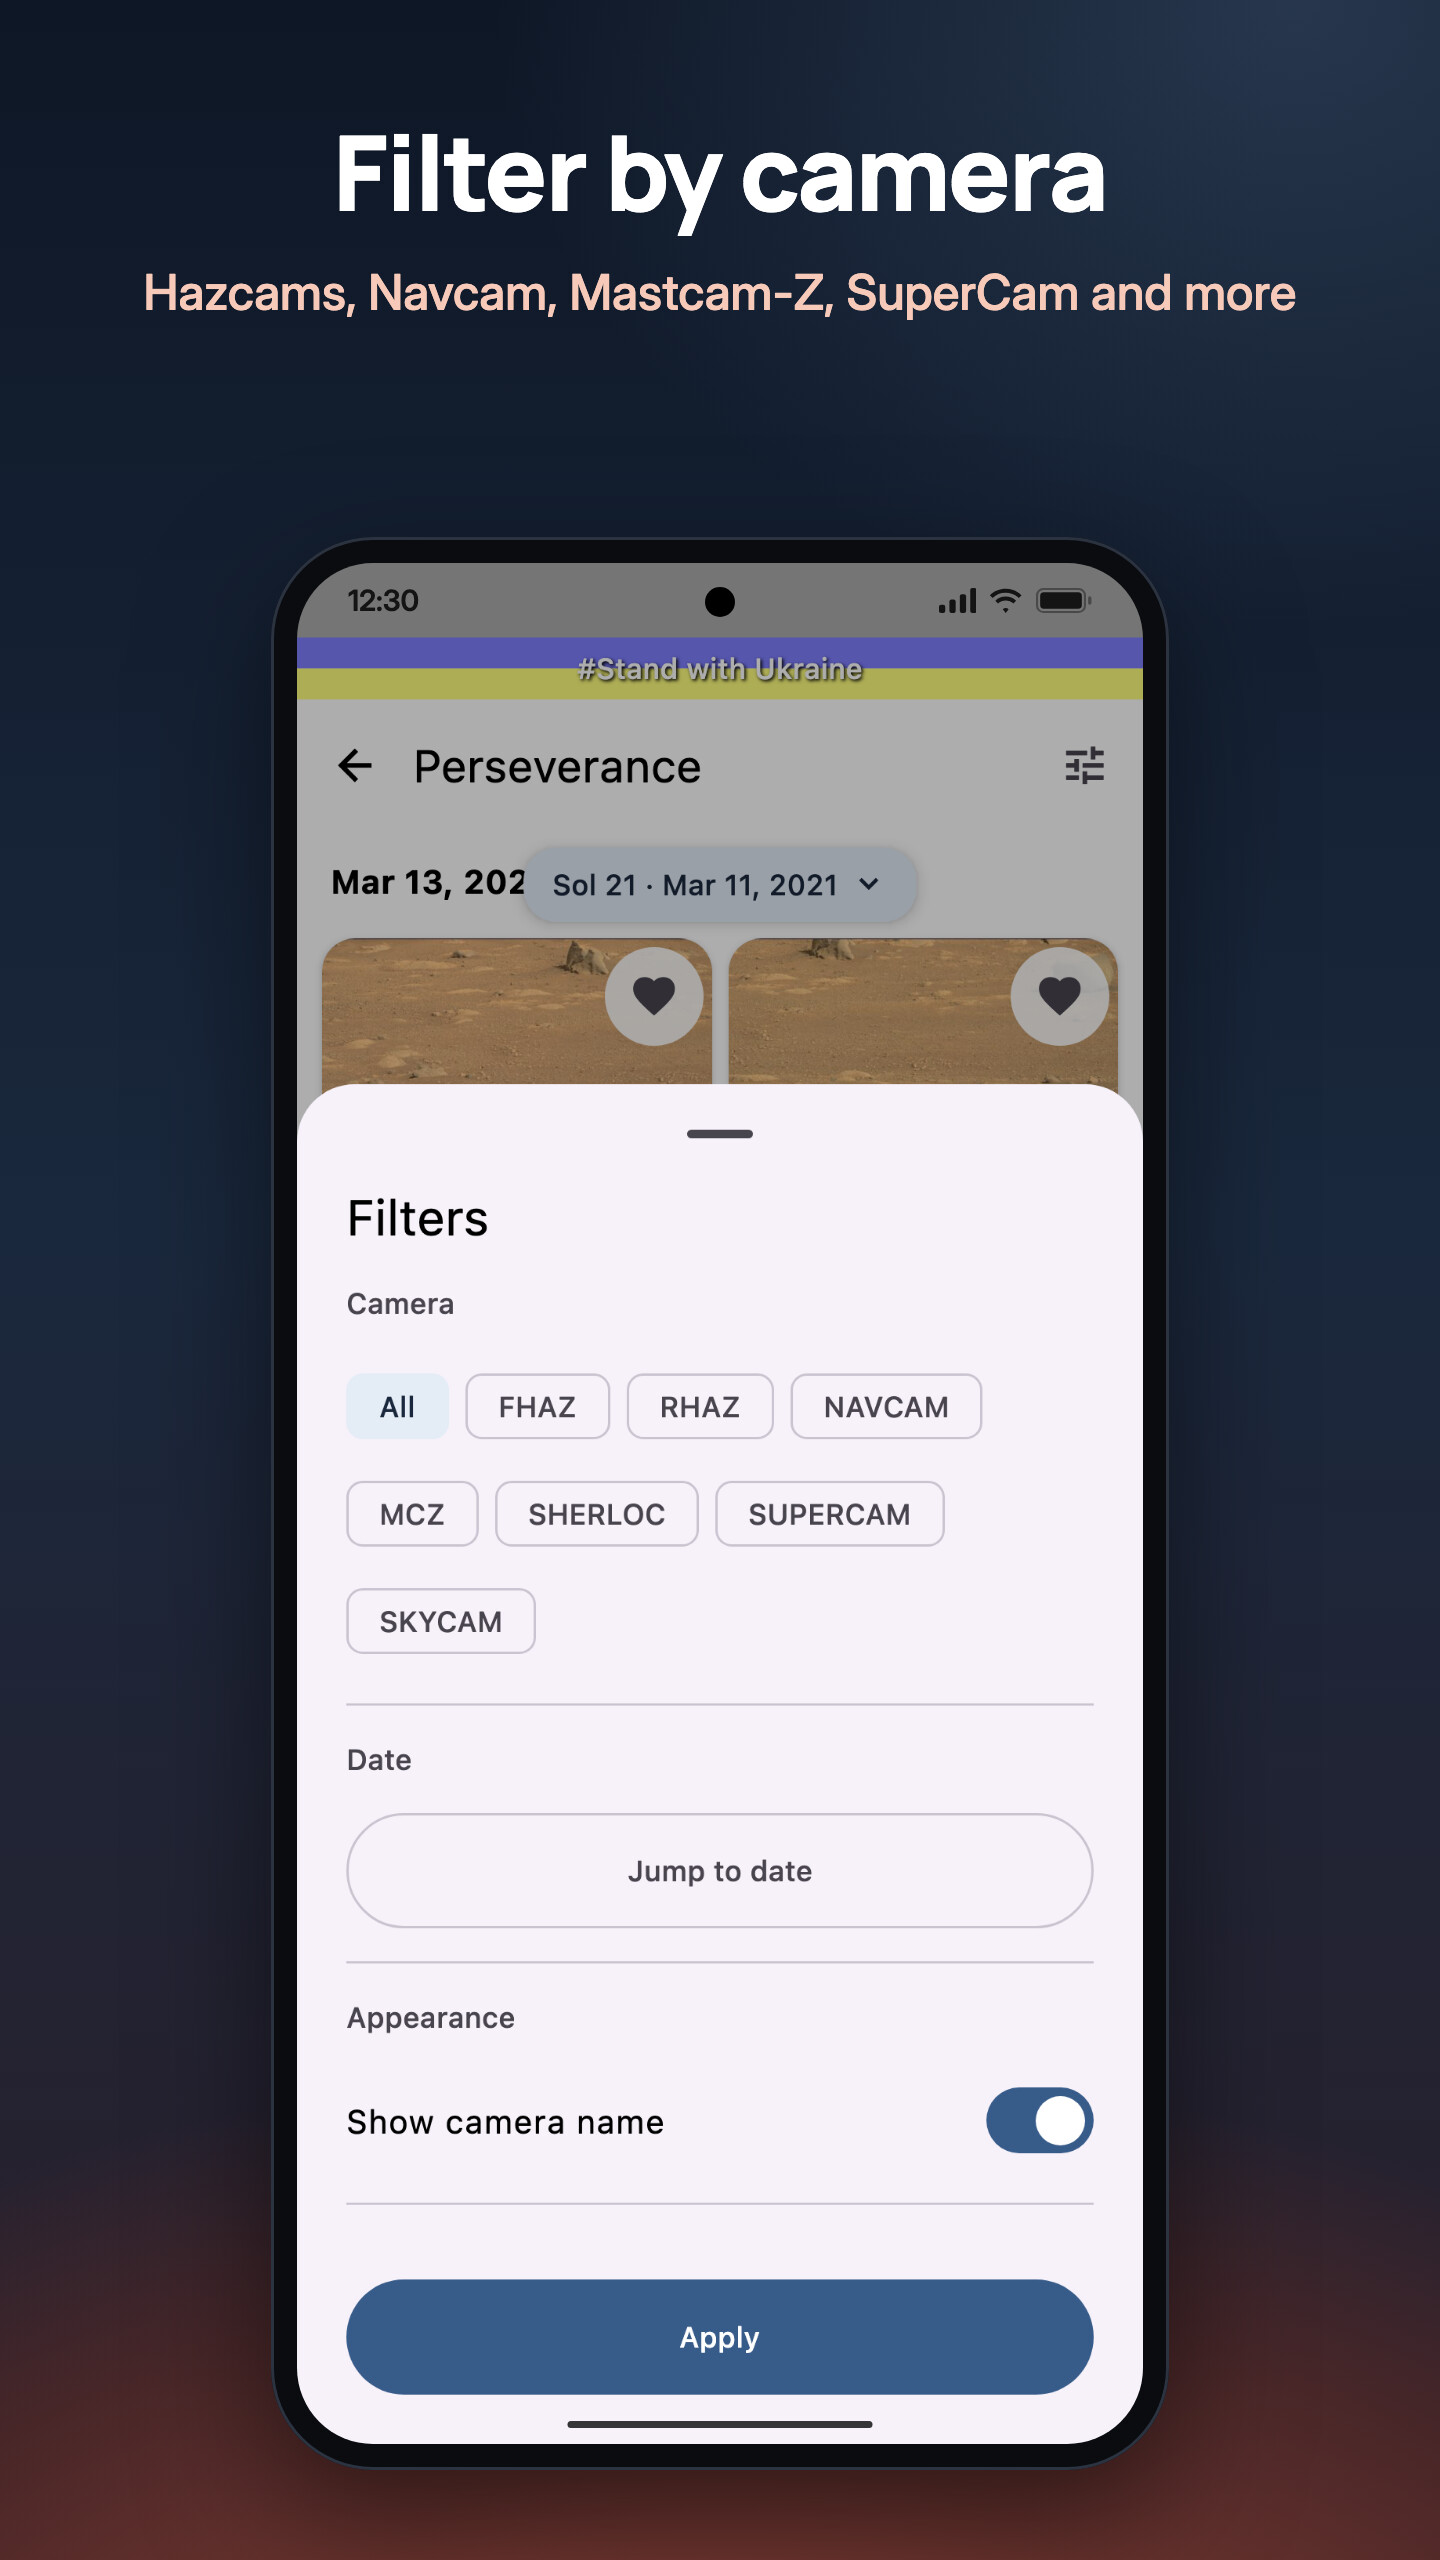 Filter by camera
Hazcams, Navcam, Mastcam-Z, SuperCam and more
12:30
#Stand with Ukraine
Perseverance
Mar 13, 202
Sol 21 · Mar 11, 2021
Filters
Camera
All FHAZ RHAZ NAVCAM
MCZ SHERLOC SUPERCAM
SKYCAM
Date
Jump to date
Appearance
Show camera name
Apply